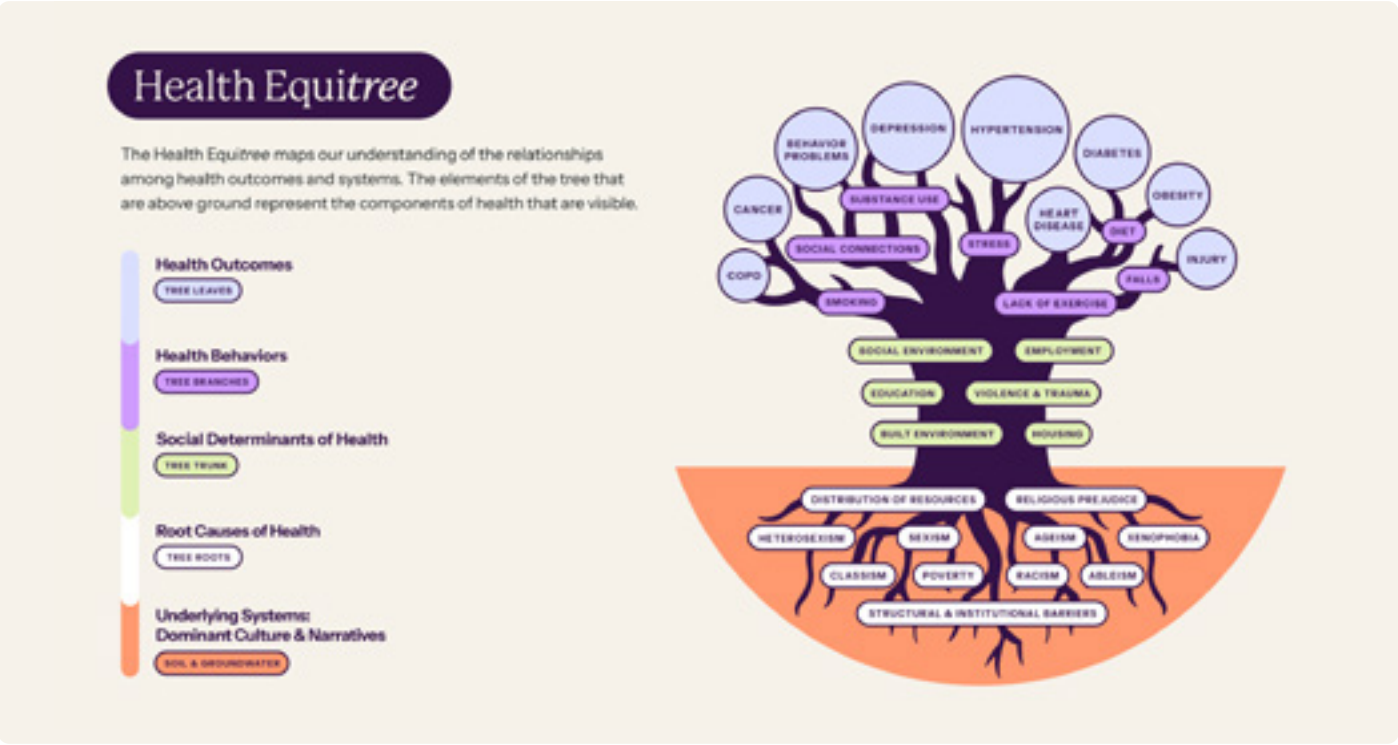 Health Equitree
The Health Equitree maps our understanding of the relationships
among health outcomes and systems. The elements of the tree that
are above ground represent the components of health that are visible.
Health Outcomes
TREE LEAVES
Health Behaviors
TREE BRANCHES
Social Determinants of Health
TREE TRUNK
Root Causes of Health
TREE ROOTS
Underlying Systems:
Dominant Culture & Narratives
SOIL & GROUNDWATER
BEHAVIOR
PROBLEMS
DEPRESSION
HYPERTENSION
DIABETES
CANCER
SUBSTANCE USE
HEART
DISEASE
OBESITY
DIET
COPD
SOCIAL CONNECTIONS
STRESS
INJURY
FALLS
SMOKING
LACK OF EXERCISE
SOCIAL ENVIRONMENT
EMPLOYMENT
EDUCATION
VIOLENCE & TRAUMA
BUILT ENVIRONMENT
HOUSING
DISTRIBUTION OF RESOURCES
RELIGIOUS PREJUDICE
HETEROSEXISM
SEXISM
AGEISM
XENOPHOBIA
CLASSISM
POVERTY
RACISM
ABLEISM
STRUCTURAL & INSTITUTIONAL BARRIERS